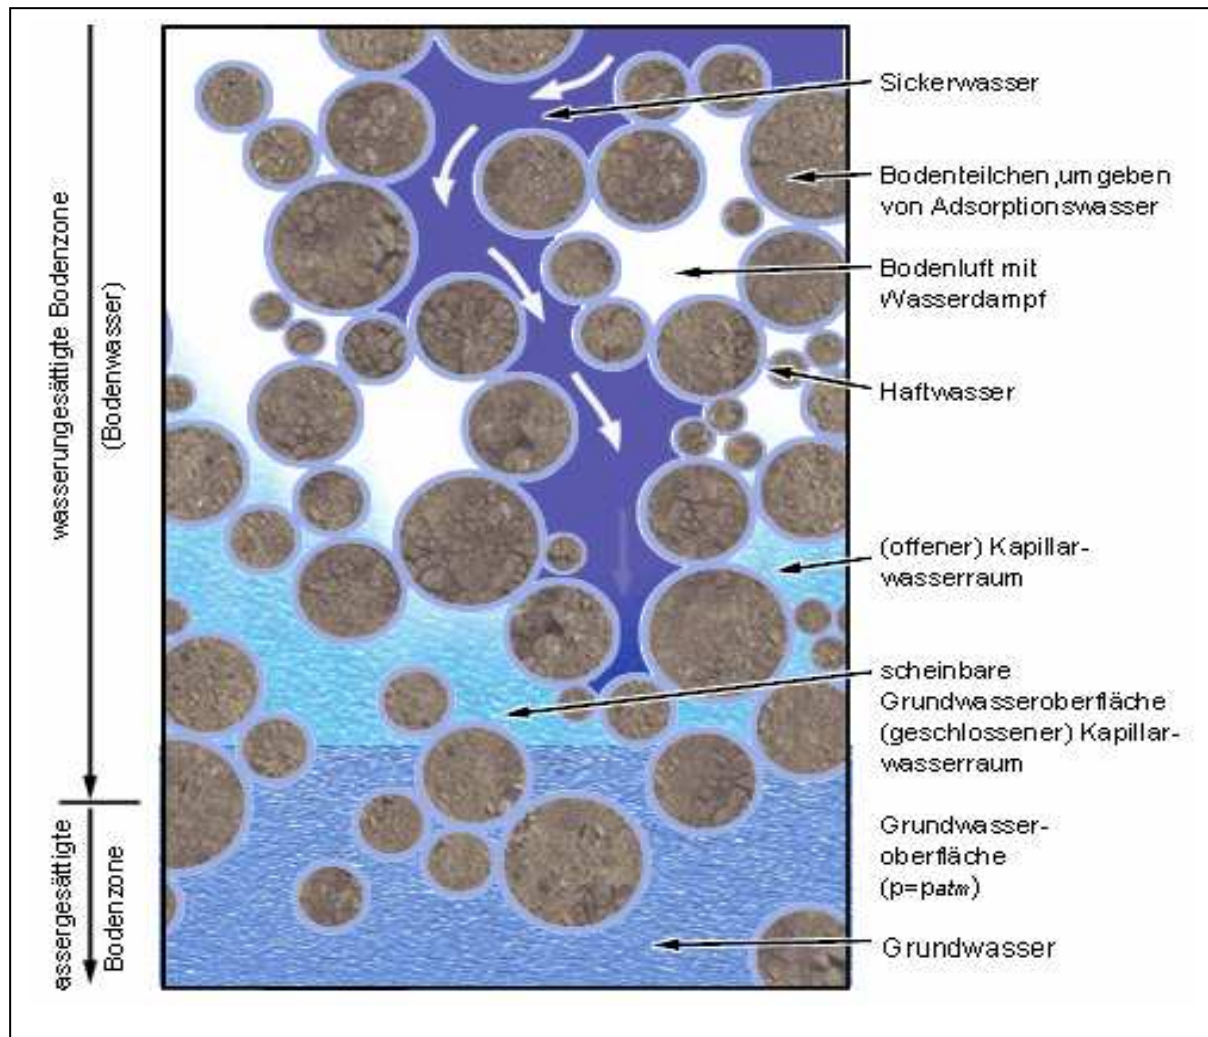 Sickerwasser
Bodenteilchen,umgeben
von Adsorptionswasser
Bodenluft mit
Wasserdampf
Haftwasser
(offener) Kapillar-
wasserraum
scheinbare
Grundwasseroberfläche
(geschlossener) Kapillar-
wasserraum
Grundwasser-
oberfläche
(p=patm)
Grundwasser
wasserungesättigte Bodenzone
(Bodenwasser)
assergesättigte
Bodenzone